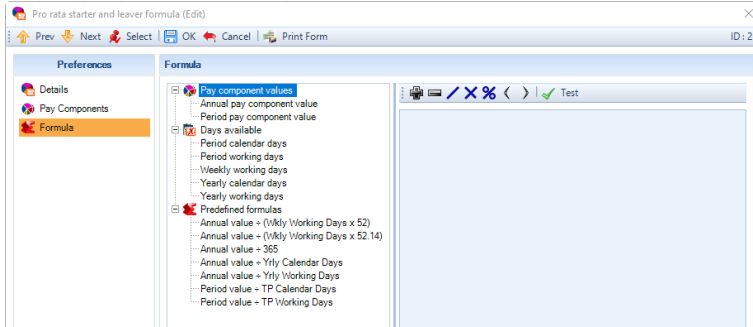 Pro rata starter and leaver formula (Edit)
Prev Next Select OK Cancel Print Form ID : 2
Preferences
Formula
Details
Pay Components
Formula
Pay component values
Annual pay component value
Period pay component value
Days available
Period calendar days
Period working days
Weekly working days
Yearly calendar days
Yearly working days
Predefined formulas
Annual value ÷ (Wkly Working Days x 52)
Annual value ÷ (Wkly Working Days x 52.14)
Annual value ÷ 365
Annual value ÷ Yrly Calendar Days
Annual value ÷ Yrly Working Days
Period value ÷ TP Calendar Days
Period value ÷ TP Working Days
% ( ) Test